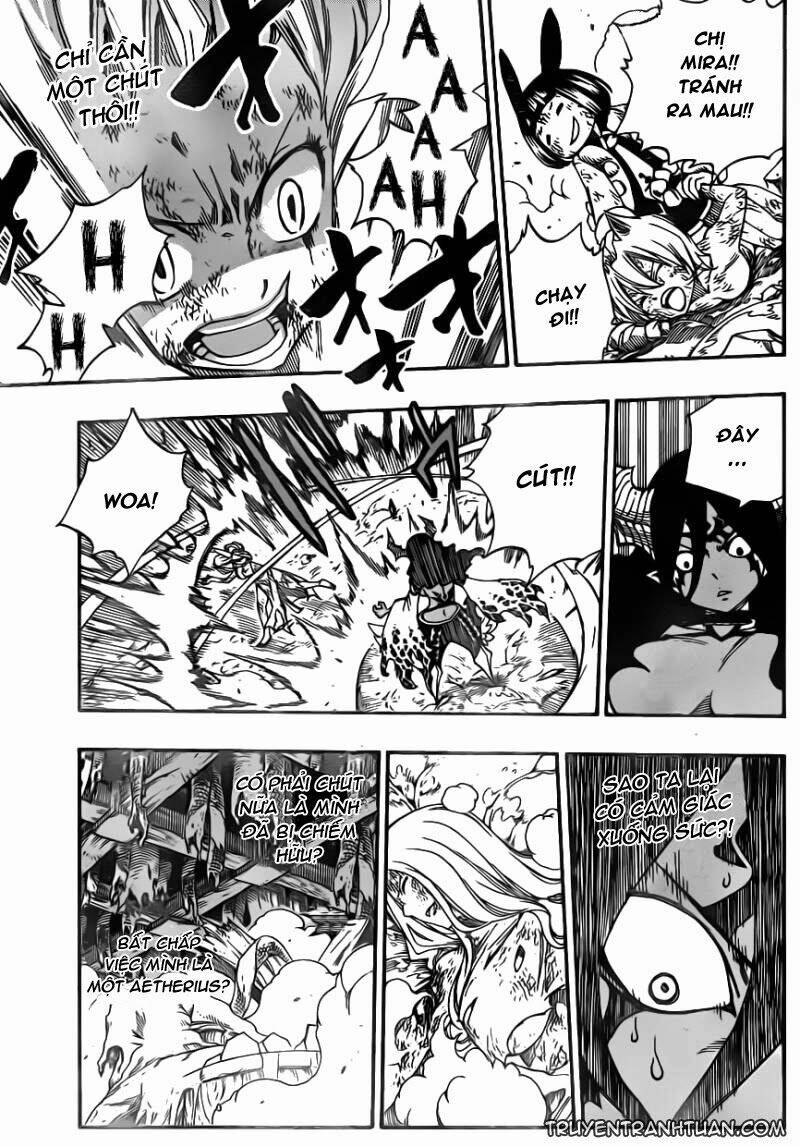 CHỊ
MIRA!!
TRÁNH
RA MAU!!
CHẠY
ĐI!!
CHỈ CẦN
MỘT CHÚT
THÔI!!
A
A
A
A
H
A
H
H
ĐÂY
...
CÚT!!
WOA!
SAO TA LẠI
CÓ CẢM GIÁC
XUỐNG SỨC?!
CÓ PHẢI CHÚT
NỮA LÀ MÌNH
ĐÃ BỊ CHIẾM
HỮU?
BẤT CHẤP
VIỆC MÌNH LÀ
MỘT AETHERIUS?
TRUYENTRANHTUAN.COM